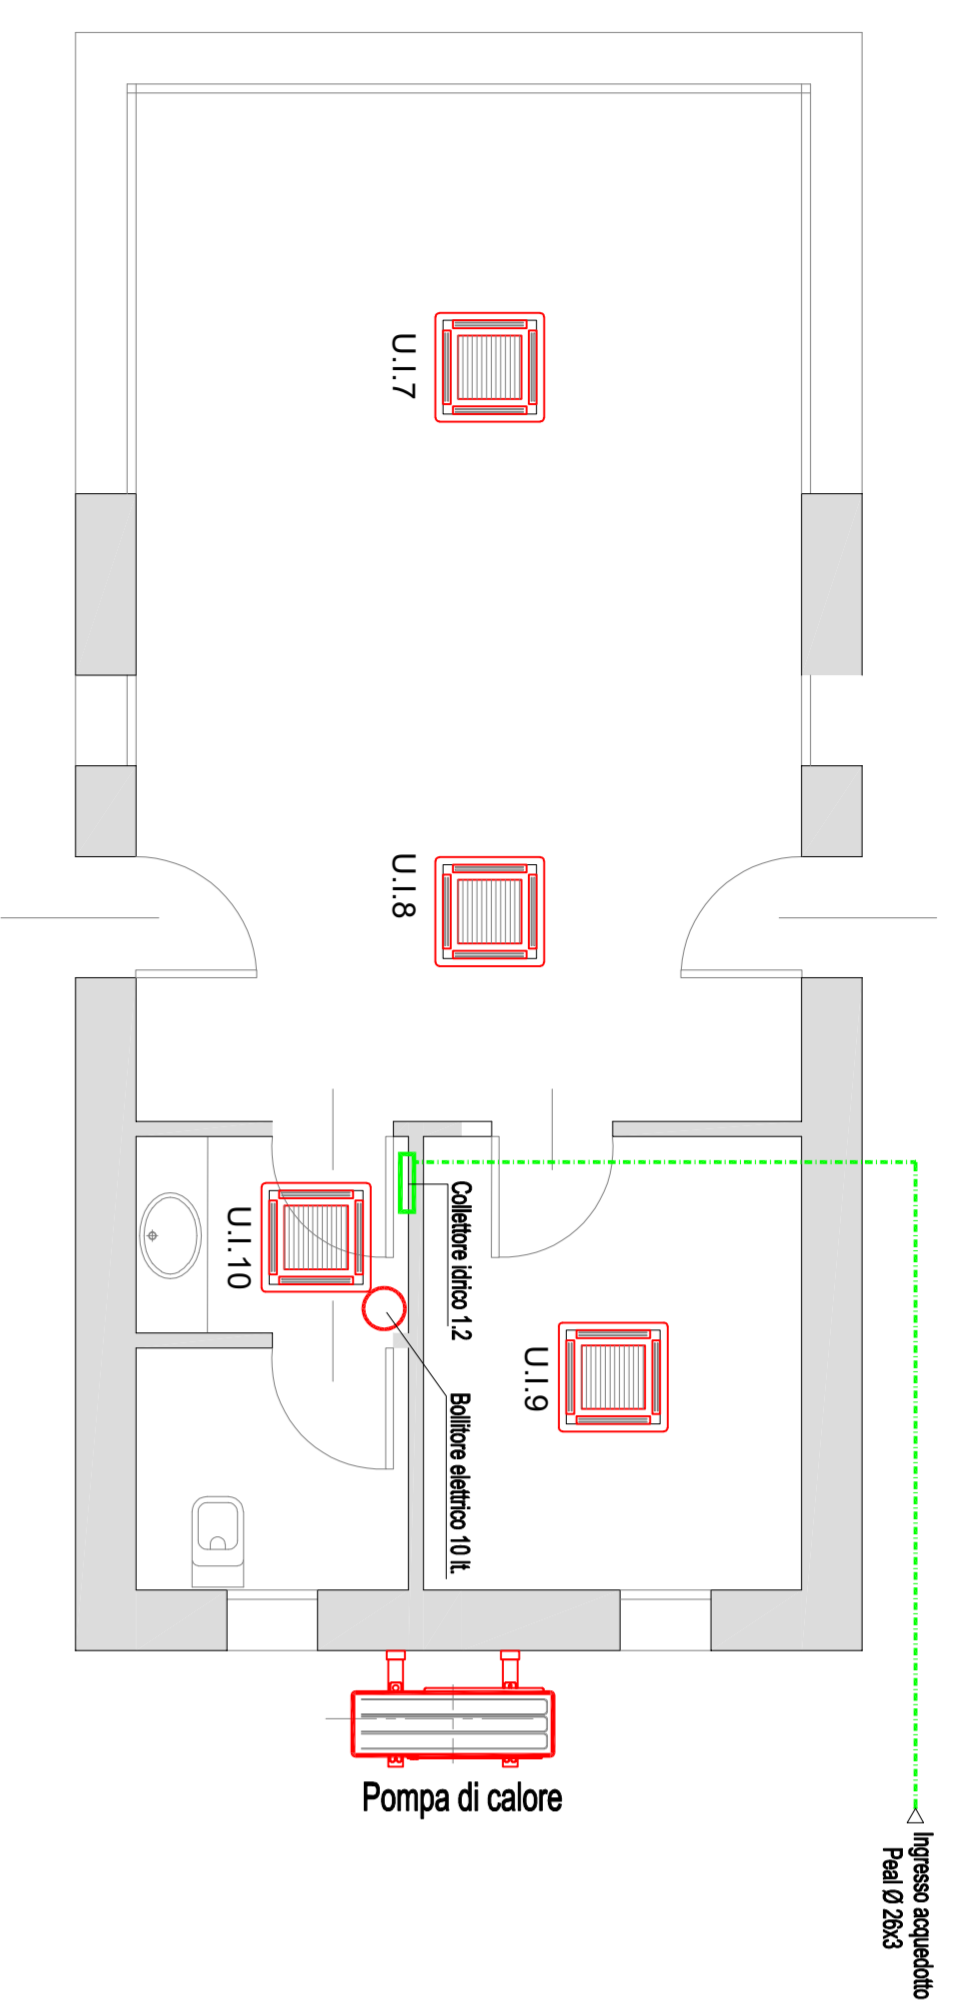 U.I.7
U.I.8
Collettore idrico 1.2
U.I.10
U.I.9
Bollitore elettrico 10 lt.
Pompa di calore
Ingresso acquedotto
Peal Ø 26x3